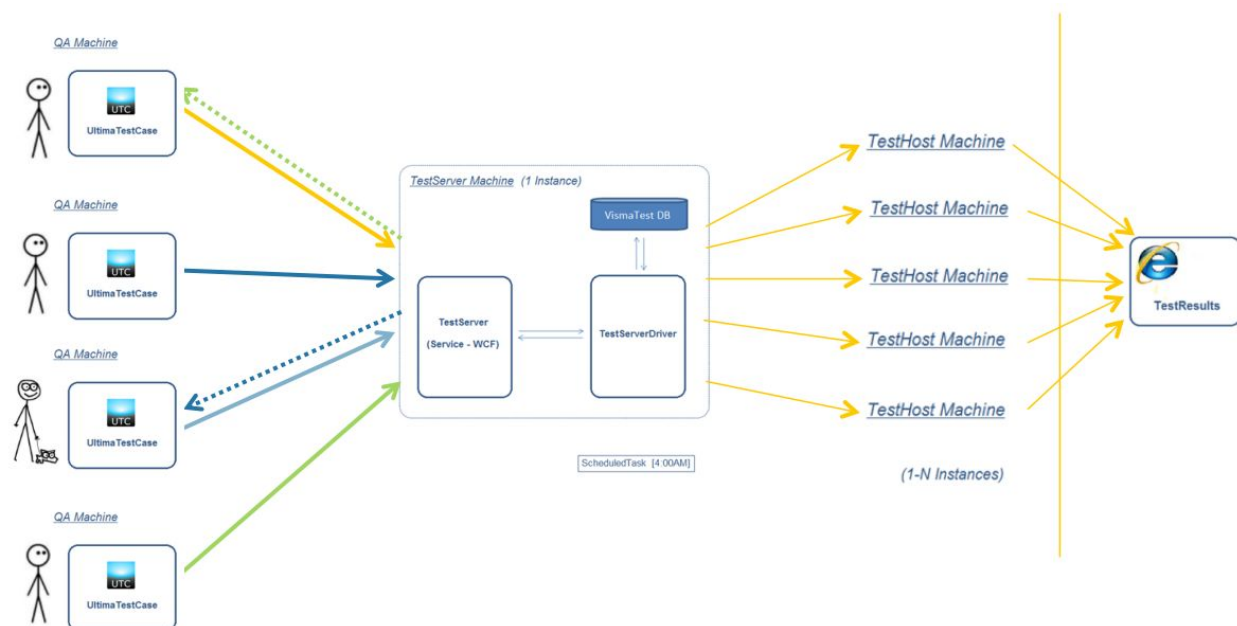 QA Machine
UTC
UltimaTestCase
QA Machine
UTC
UltimaTestCase
QA Machine
UTC
UltimaTestCase
QA Machine
UTC
UltimaTestCase
TestServer Machine (1 Instance)
VismaTest DB
TestServer
(Service - WCF)
TestServerDriver
ScheduledTask [4:00AM]
TestHost Machine
TestHost Machine
TestHost Machine
TestHost Machine
TestHost Machine
(1-N Instances)
TestResults